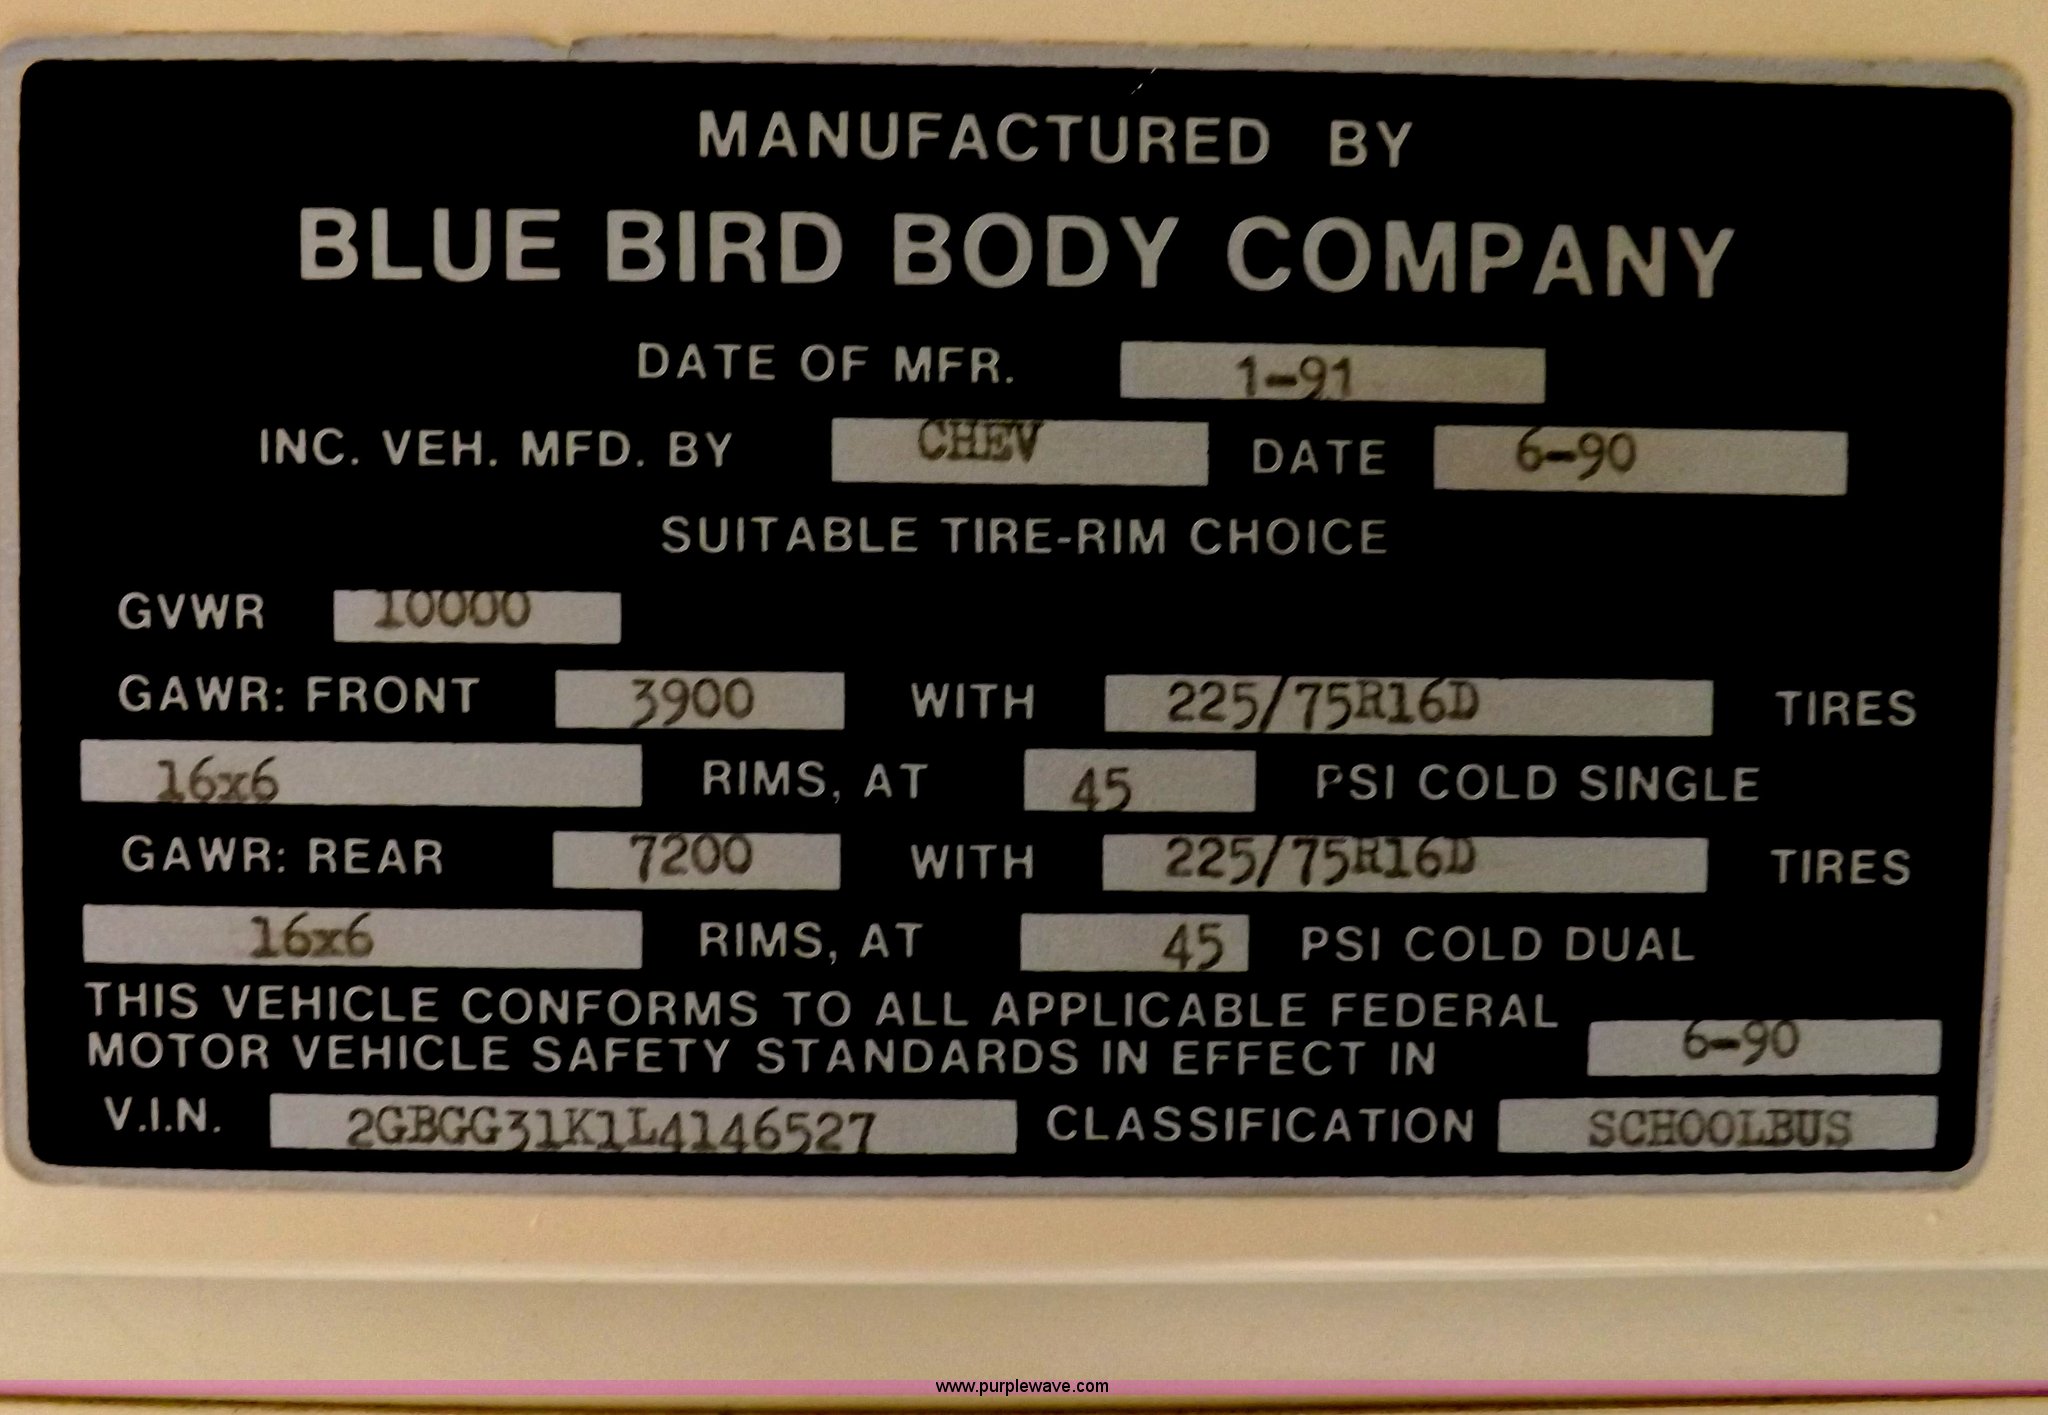 MANUFACTURED BY
BLUE BIRD BODY COMPANY
DATE OF MFR. 1-91
INC. VEH. MFD. BY CHEV DATE 6-90
SUITABLE TIRE-RIM CHOICE
GVWR 10000
GAWR: FRONT 3900 WITH 225/75R16D TIRES
16x6 RIMS, AT 45 PSI COLD SINGLE
GAWR: REAR 7200 WITH 225/75R16D TIRES
16x6 RIMS, AT 45 PSI COLD DUAL
THIS VEHICLE CONFORMS TO ALL APPLICABLE FEDERAL
MOTOR VEHICLE SAFETY STANDARDS IN EFFECT IN 6-90
V.I.N. 2GBGG31K1L4146527 CLASSIFICATION SCHOOLBUS
www.purplewave.com